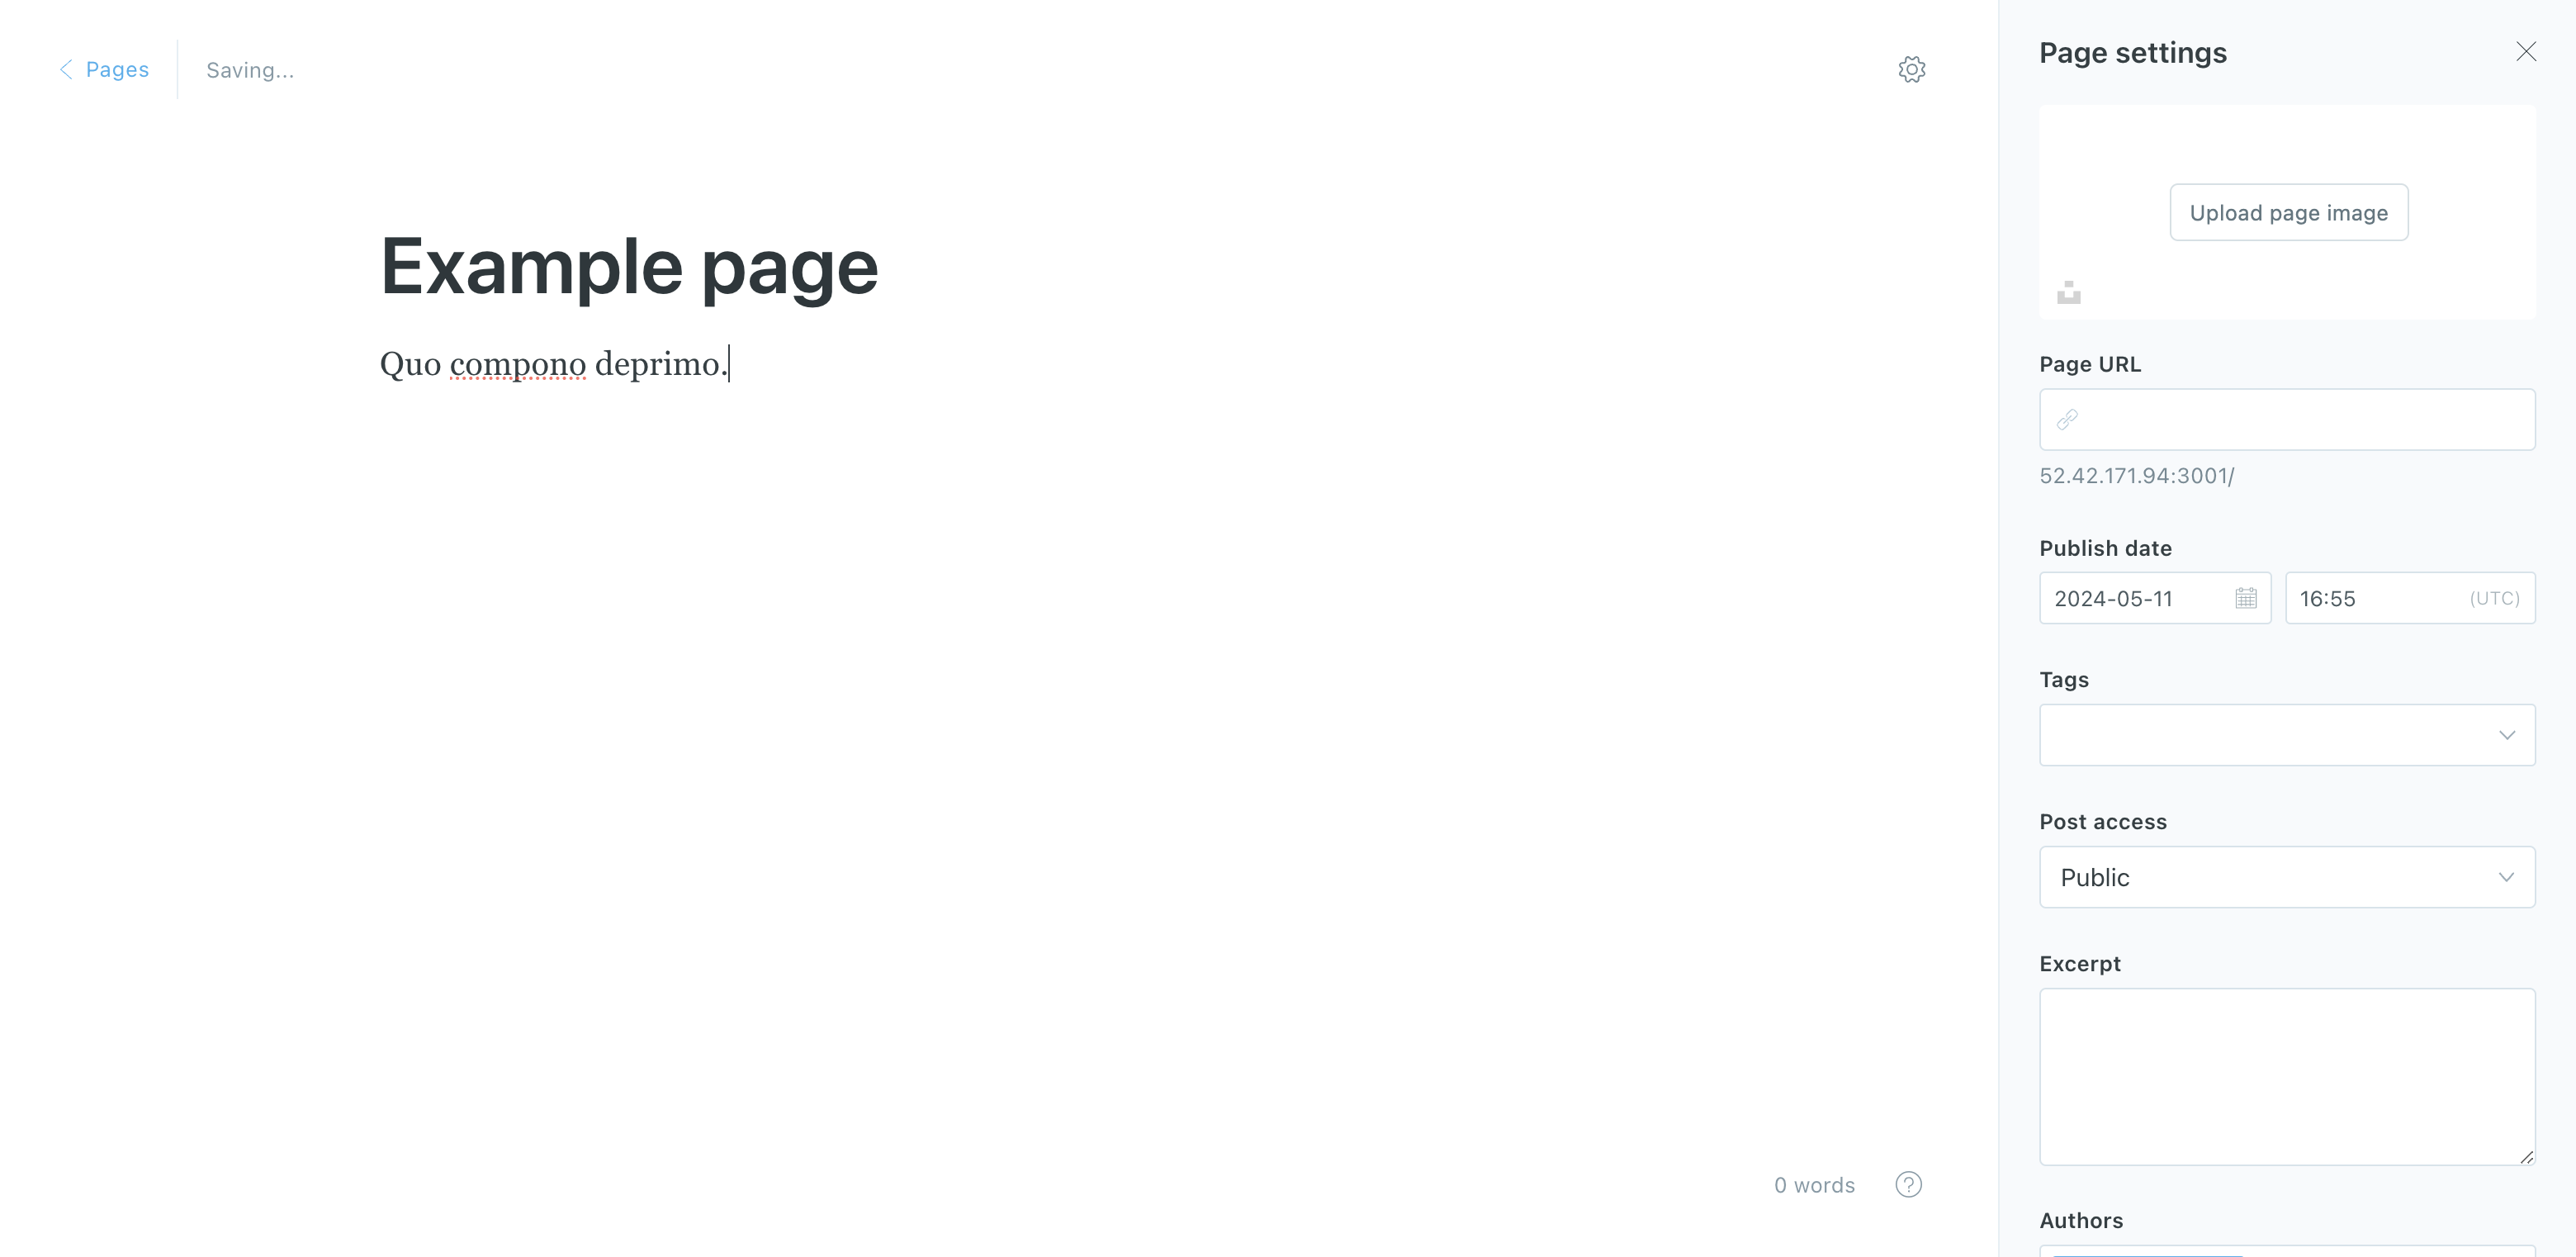 Pages
Saving...
Example page
Quo compono deprimo.
0 words
?
Page settings
Upload page image
Page URL
52.42.171.94:3001/
Publish date
2024-05-11
16:55 (UTC)
Tags
Post access
Public
Excerpt
Authors